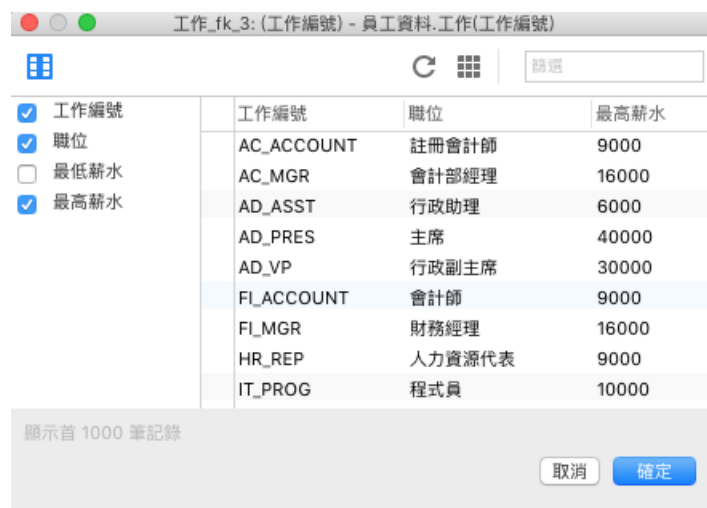 工作_fk_3: (工作編號) - 員工資料.工作(工作編號)
篩選
工作編號
職位
最低薪水
最高薪水
工作編號 職位 最高薪水
AC_ACCOUNT 註冊會計師 9000
AC_MGR 會計部經理 16000
AD_ASST 行政助理 6000
AD_PRES 主席 40000
AD_VP 行政副主席 30000
FI_ACCOUNT 會計師 9000
FI_MGR 財務經理 16000
HR_REP 人力資源代表 9000
IT_PROG 程式員 10000
顯示首 1000 筆記錄
取消 確定